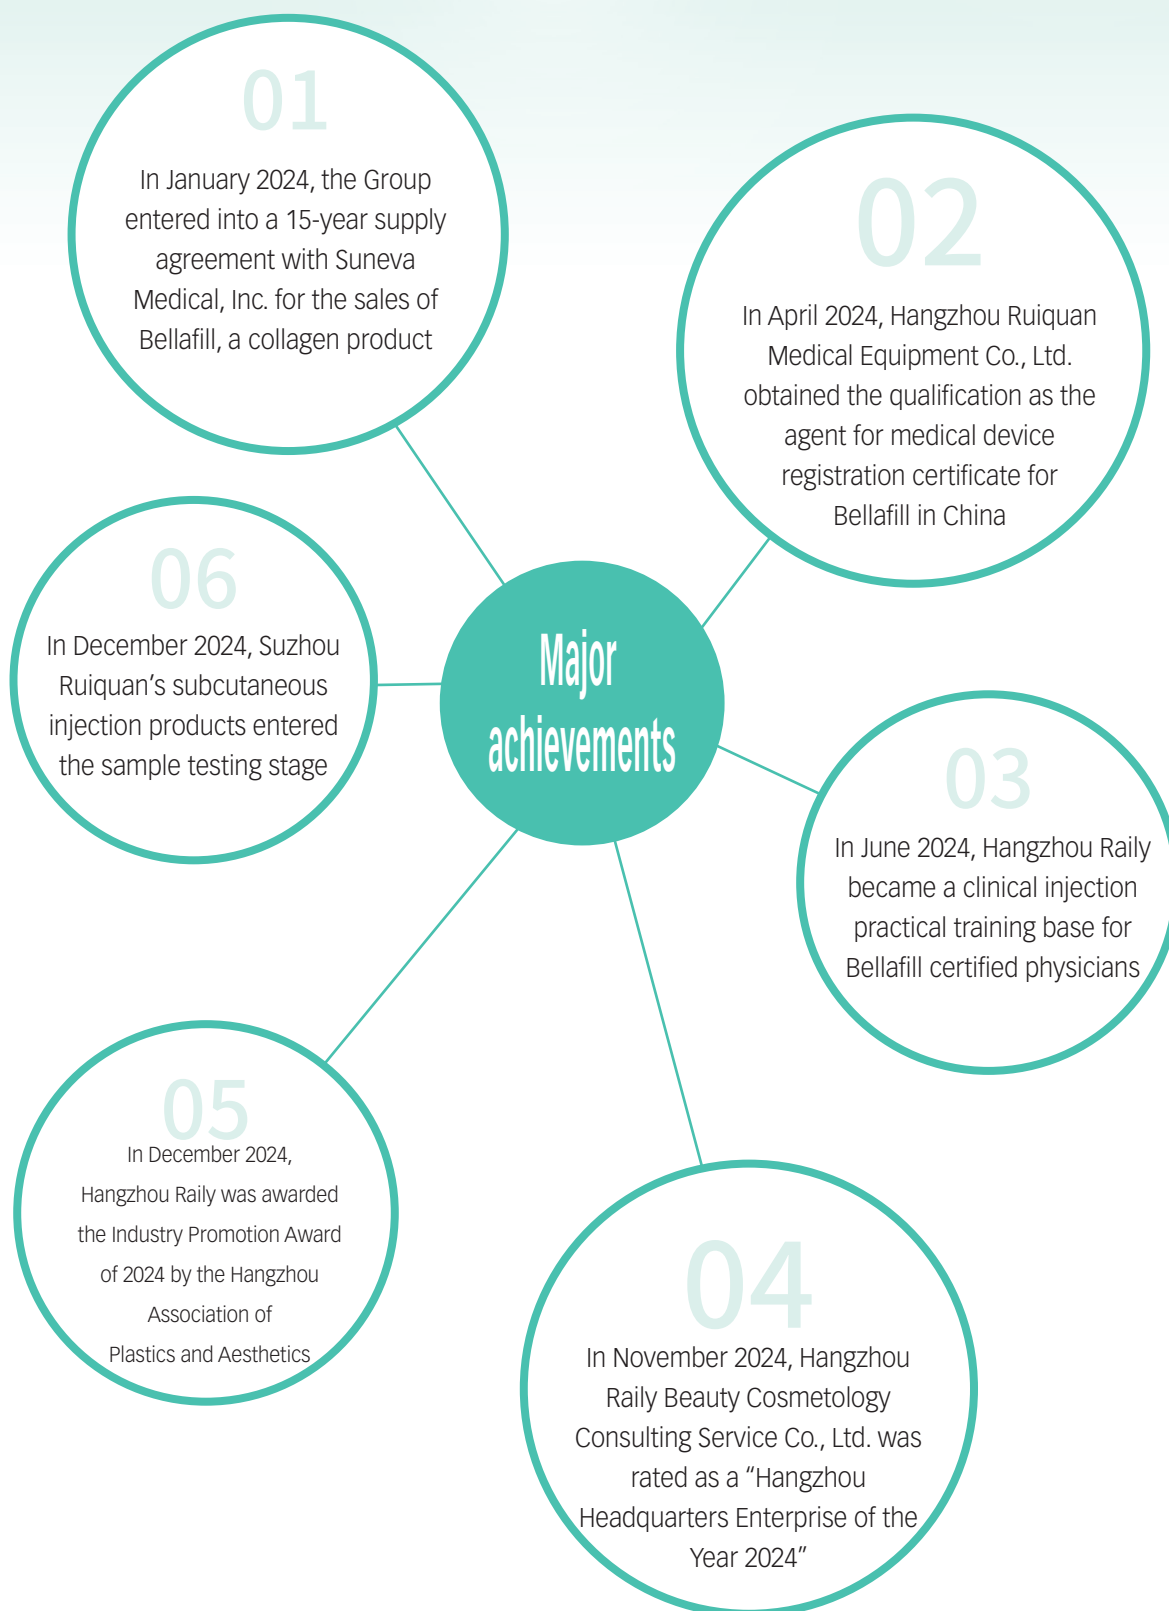 01
In January 2024, the Group
entered into a 15-year supply
agreement with Suneva
Medical, Inc. for the sales of
Bellafill, a collagen product
02
In April 2024, Hangzhou Ruiquan
Medical Equipment Co., Ltd.
obtained the qualification as the
agent for medical device
registration certificate for
Bellafill in China
06
In December 2024, Suzhou
Ruiquan’s subcutaneous
injection products entered
the sample testing stage
Major
achievements
03
In June 2024, Hangzhou Raily
became a clinical injection
practical training base for
Bellafill certified physicians
05
In December 2024,
Hangzhou Raily was awarded
the Industry Promotion Award
of 2024 by the Hangzhou
Association of
Plastics and Aesthetics
04
In November 2024, Hangzhou
Raily Beauty Cosmetology
Consulting Service Co., Ltd. was
rated as a “Hangzhou
Headquarters Enterprise of the
Year 2024”